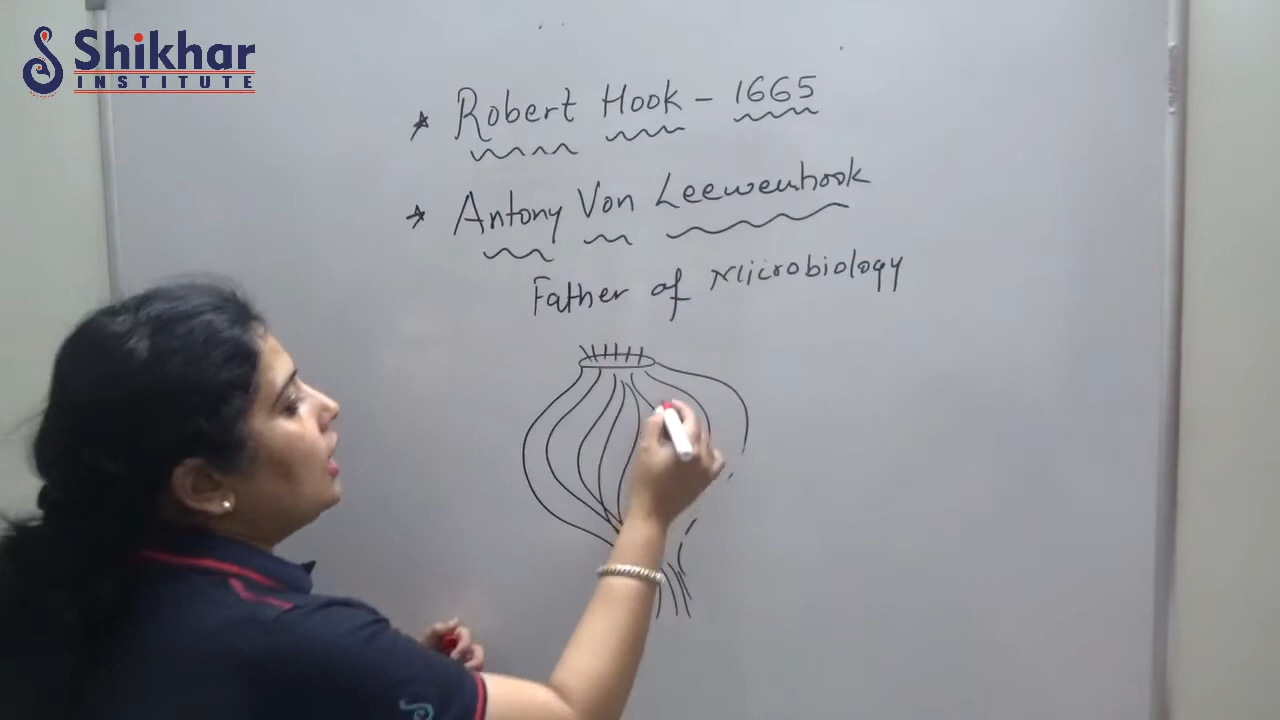 Shikhar
INSTITUTE
* Robert Hook - 1665
* Antony Von Leewenhook
Father of Microbiology